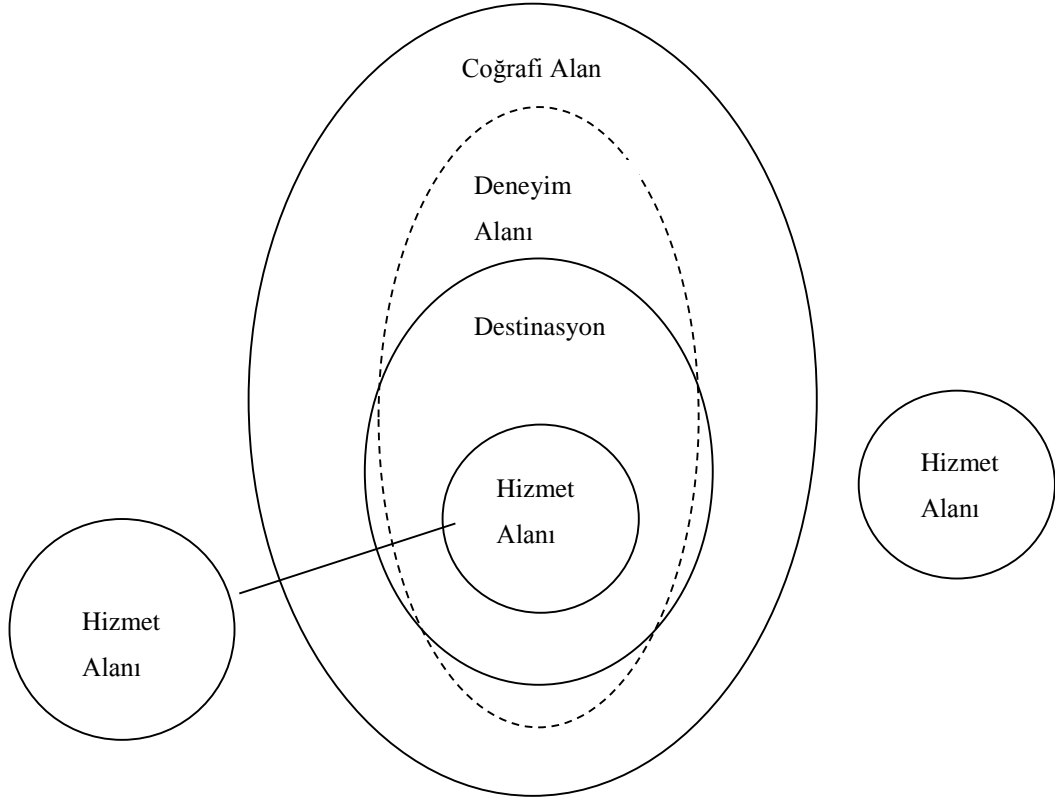 Coğrafi Alan
Deneyim
Alanı
Destinasyon
Hizmet
Alanı
Hizmet
Alanı
Hizmet
Alanı